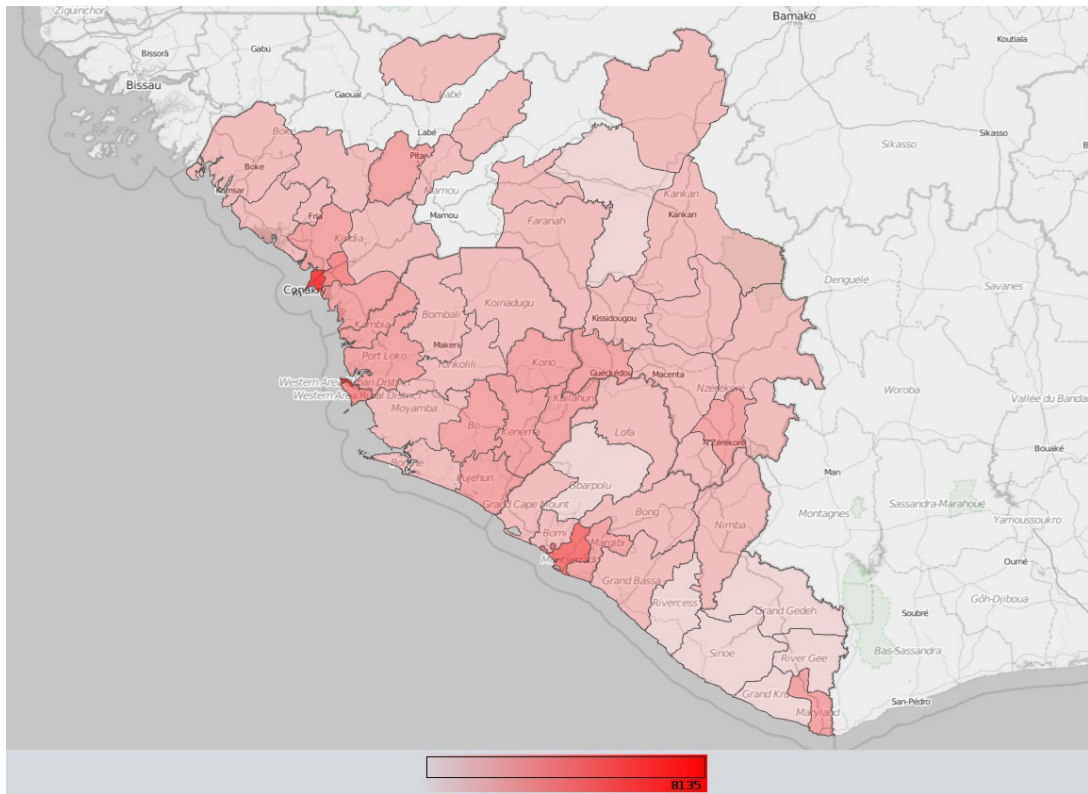 Ziguinchor
Bamako
Bissorã
Gabú
Koutiala
Bissau
Gaoual
Labé
Sikasso
Labé
Sikasso
Boké
Pita
Boke
Mamou
Kankan
Kamsar
Mamou
Kankan
Fria
Faranah
Kindia
Denguélé
Savanes
Conakry
Koinadugu
Bombali
Kissidougou
Kambia
Makeni
Port Loko
Tonkolili
Kono
Guéckédou
Macenta
Western Area Urban District
Nzérékoré
Woroba
Western Area Rural District
Kailahun
Vallée du Bandar
Moyamba
Bo
Kenema
Lofa
N'Zérékoré
Bouaké
Bonthe
Man
Pujehun
Gbarpolu
Grand Cape Mount
Bong
Montagnes
Sassandra-Marahoué
Yamoussoukro
Nimba
Bomi
Margibi
Montserrado
Oumé
Grand Bassa
Rivercess
Grand Gedeh
Gôh-Djiboua
Soubré
Sinoe
River Gee
Bas-Sassandra
Grand Kru
San-Pédro
Maryland
8135